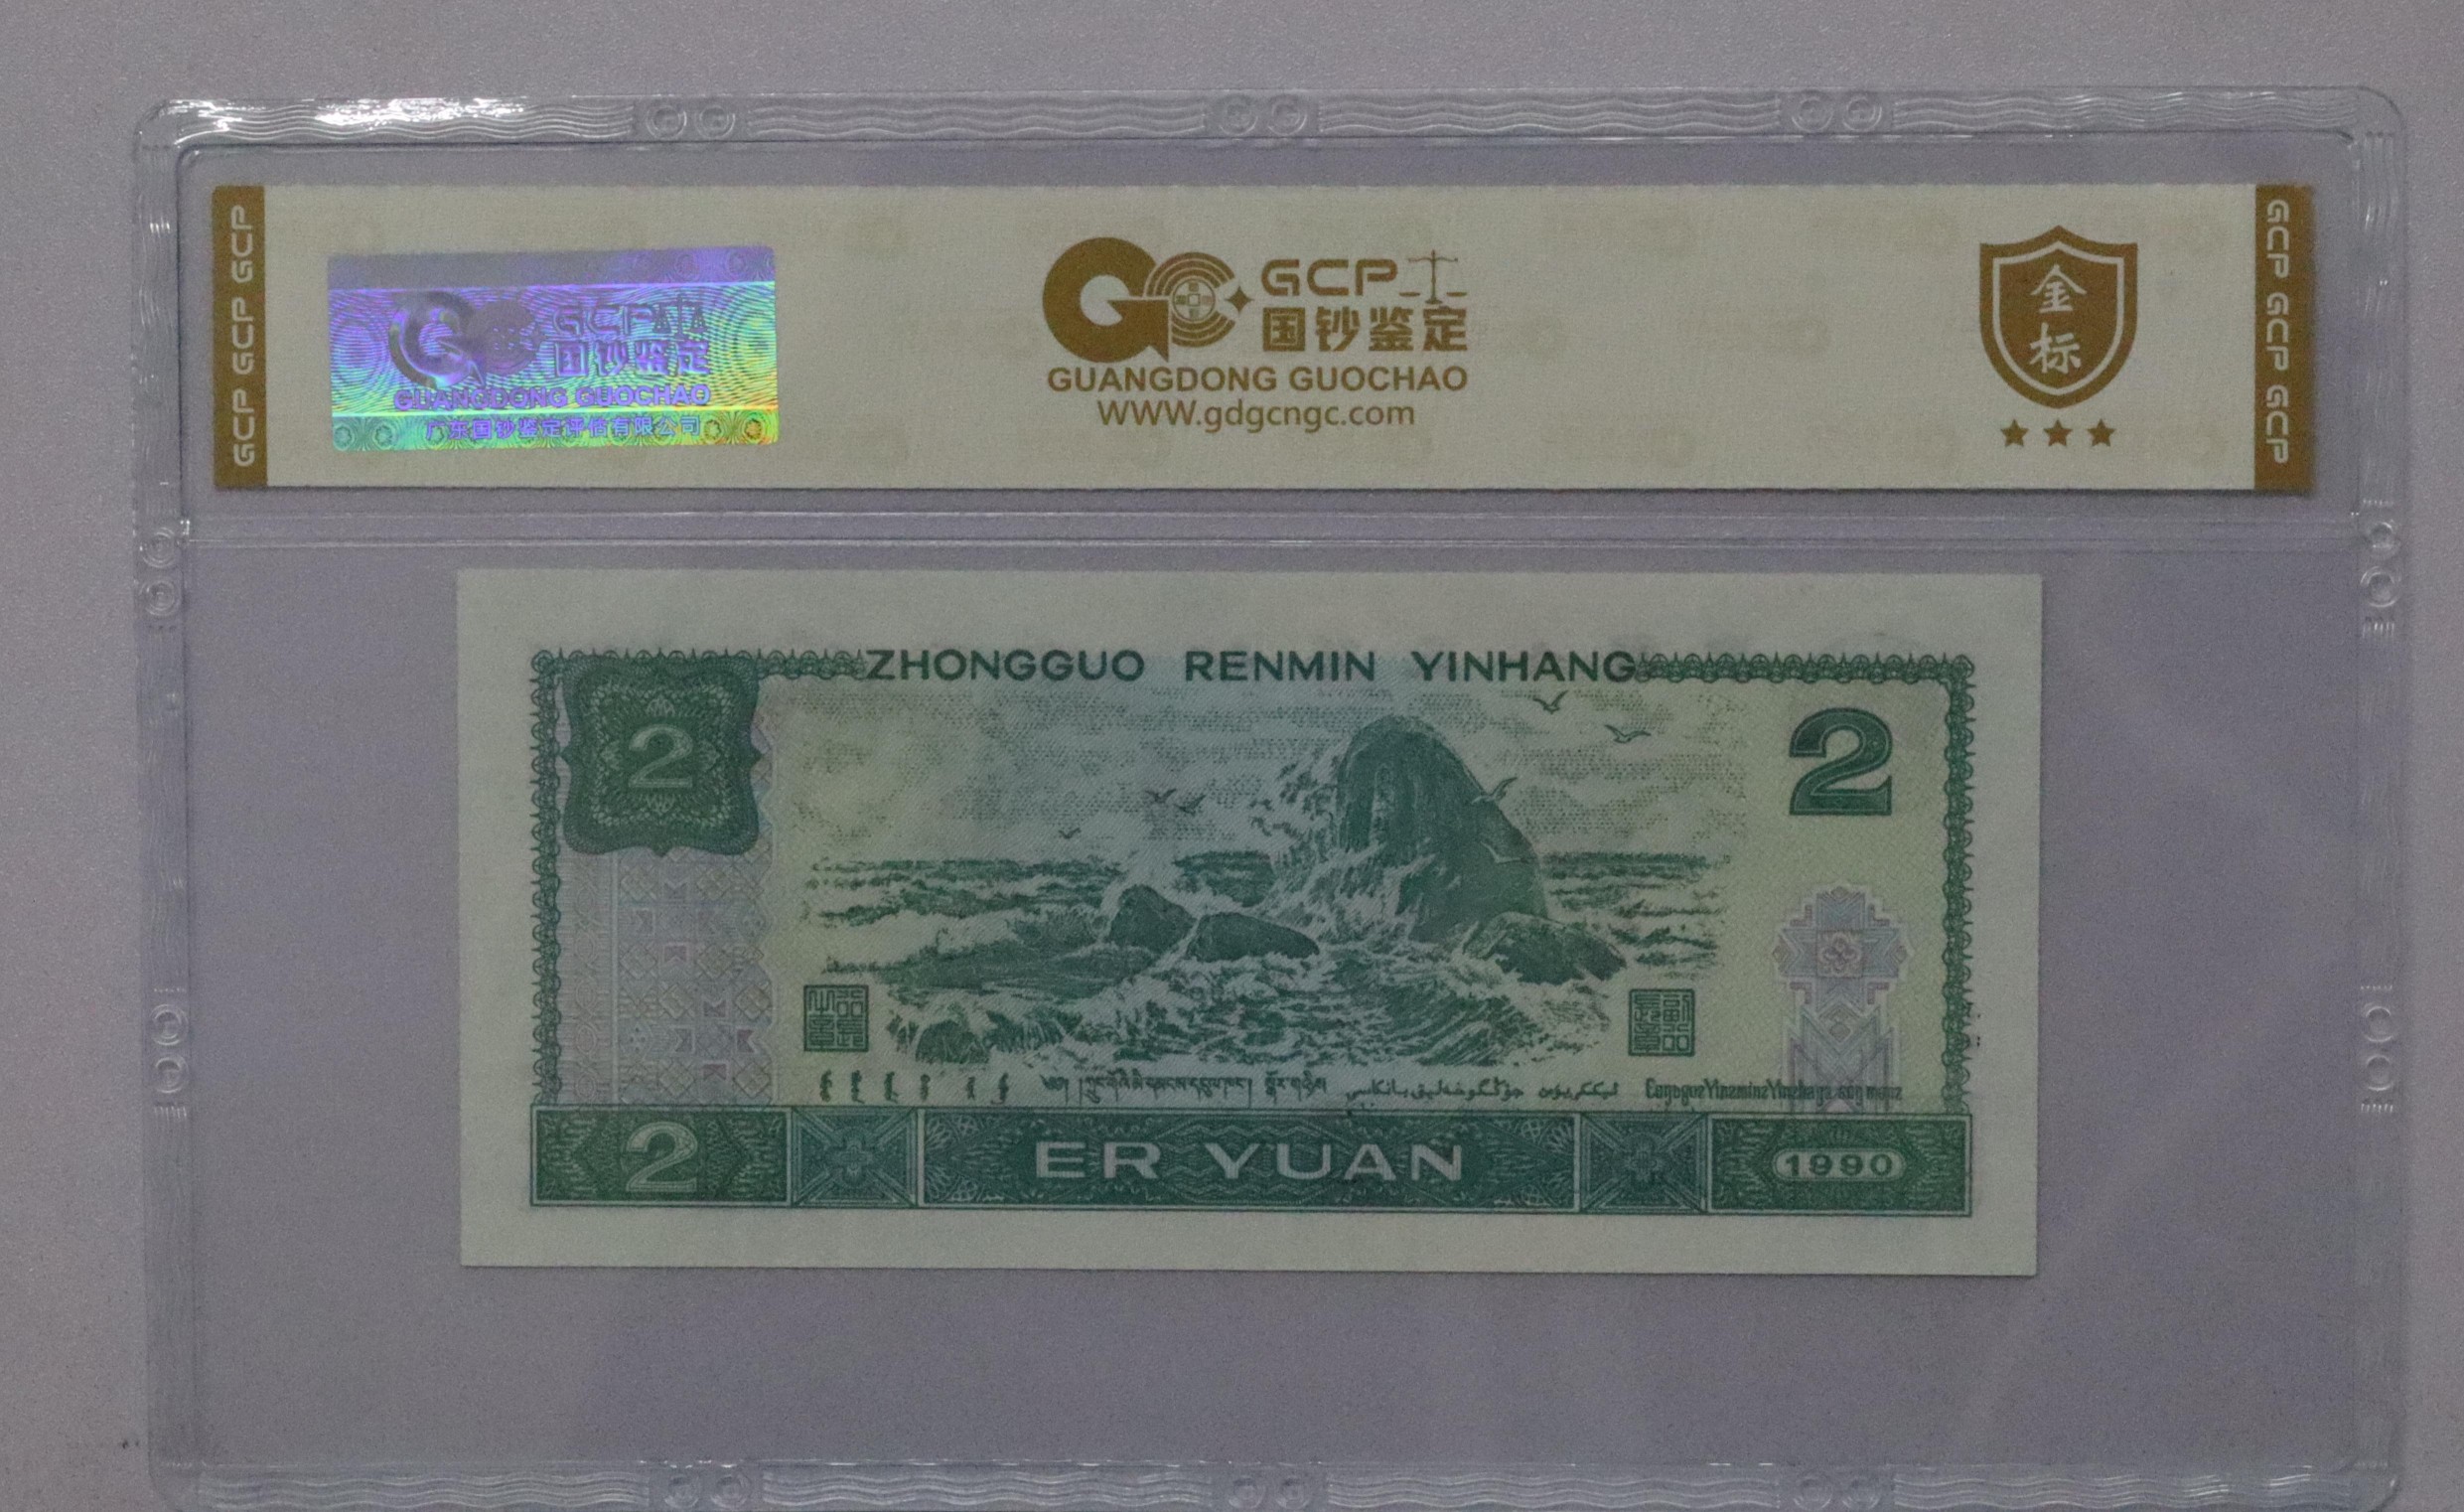 GCP GCP GCP
GCP
国钞鉴定
GUANGDONG GUOCHAO
广东国钞鉴定评估有限公司
GCP
国钞鉴定
GUANGDONG GUOCHAO
WWW.gdgcngc.com
金
标
GCP GCP GCP
ZHONGGUO RENMIN YINHANG
2
2
2
ER YUAN
1990